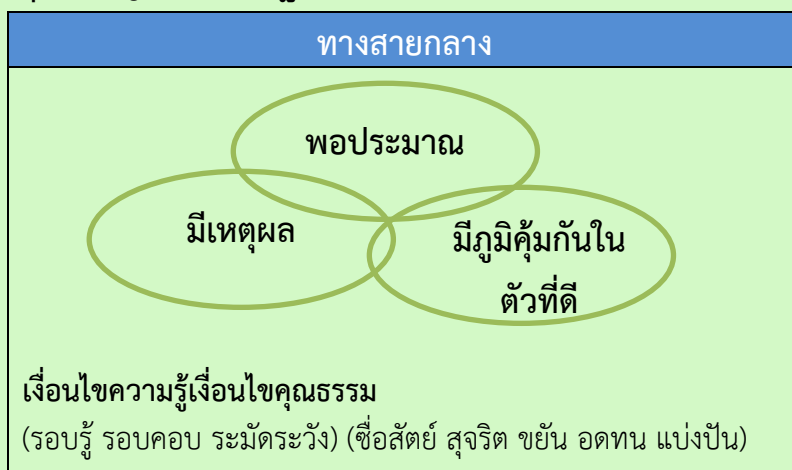 ทางสายกลาง
พอประมาณ
มีเหตุผล
มีภูมิคุ้มกันใน
ตัวที่ดี
เงื่อนไขความรู้เงื่อนไขคุณธรรม
(รอบรู้ รอบคอบ ระมัดระวัง) (ซื่อสัตย์ สุจริต ขยัน อดทน แบ่งปัน)